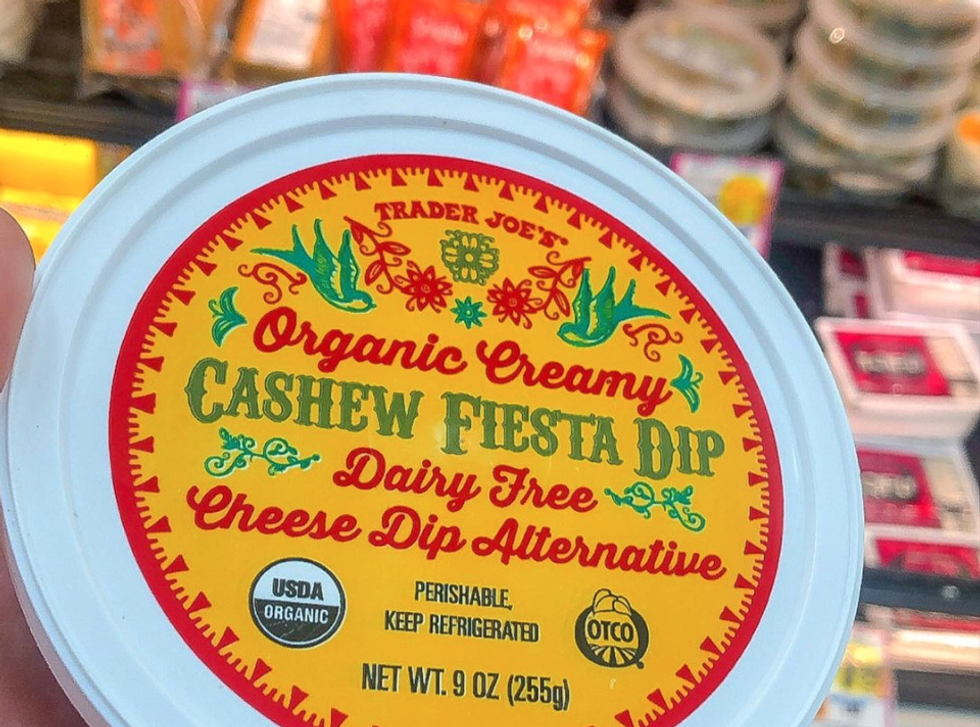 TRADER JOE'S
Organic Creamy
CASHEW FIESTA DIP
Dairy Free
Cheese Dip Alternative
USDA
ORGANIC
PERISHABLE,
KEEP REFRIGERATED
OTCO
NET WT. 9 OZ (255g)